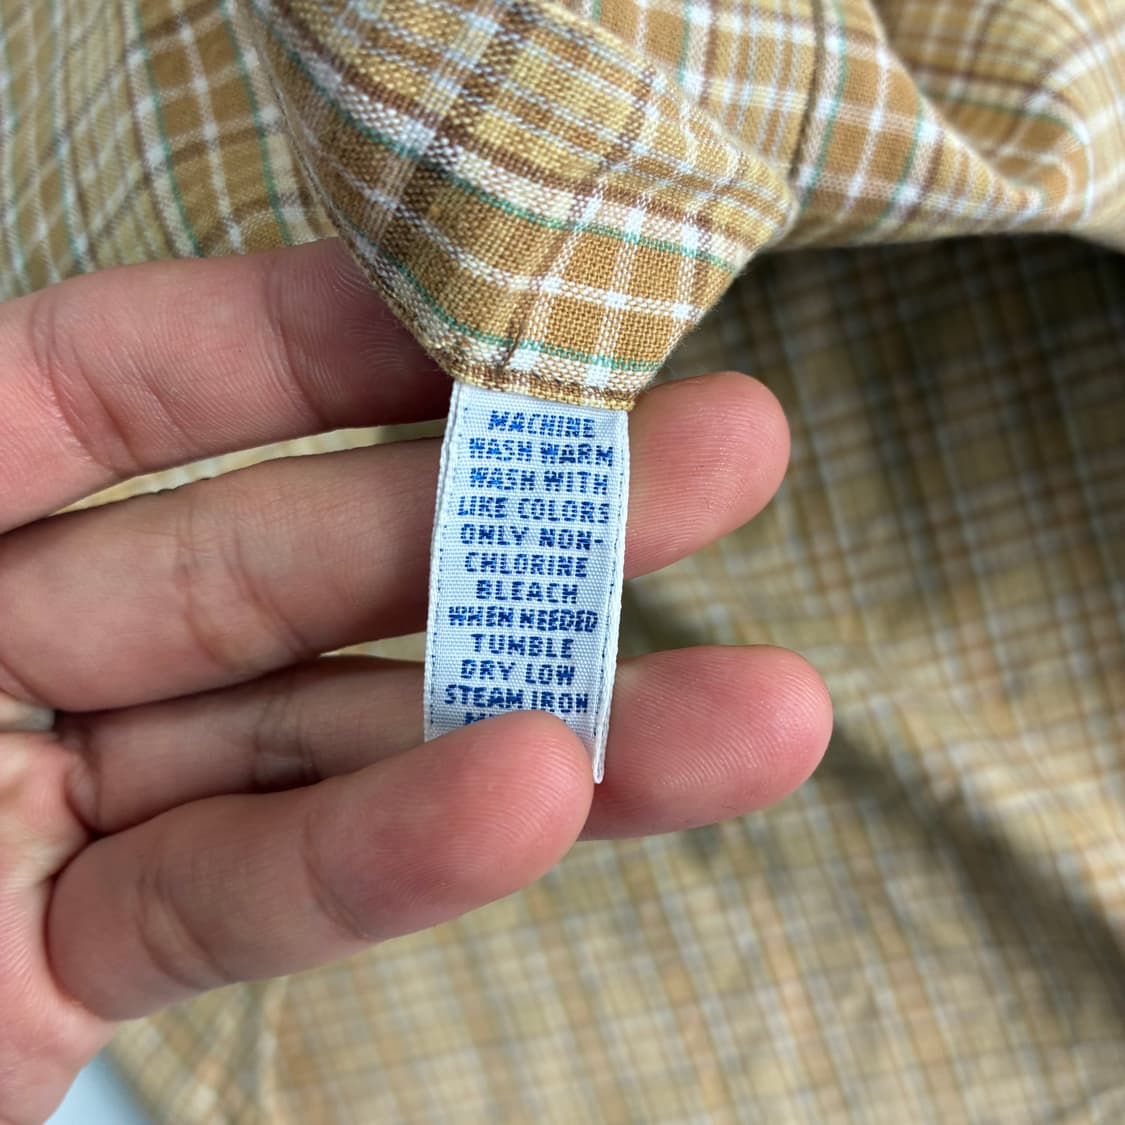 MACHINE
WASH WARM
WASH WITH
LIKE COLORS
ONLY NON-
CHLORINE
BLEACH
WHEN NEEDED
TUMBLE
DRY LOW
STEAM IRON